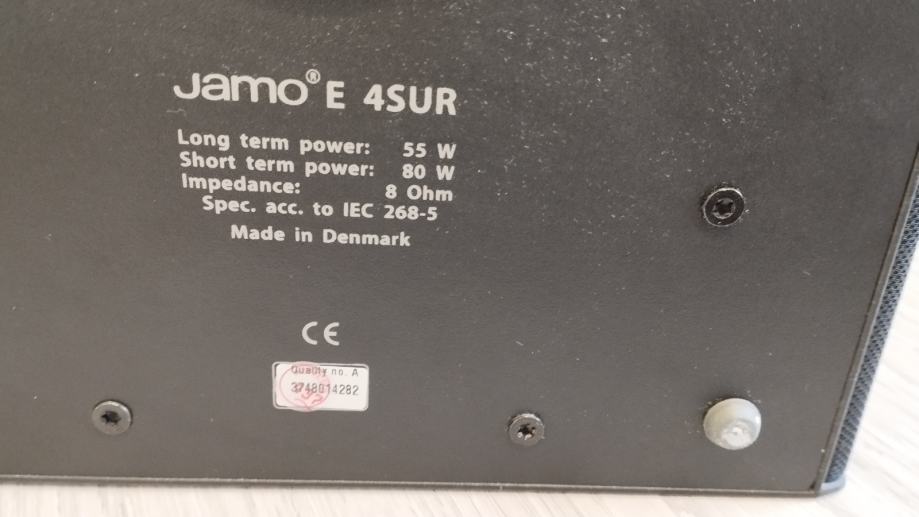 Jamo® E 4SUR
Long term power: 55 W
Short term power: 80 W
Impedance: 8 Ohm
Spec. acc. to IEC 268-5
Made in Denmark
CE
Quality no. A
3748014282